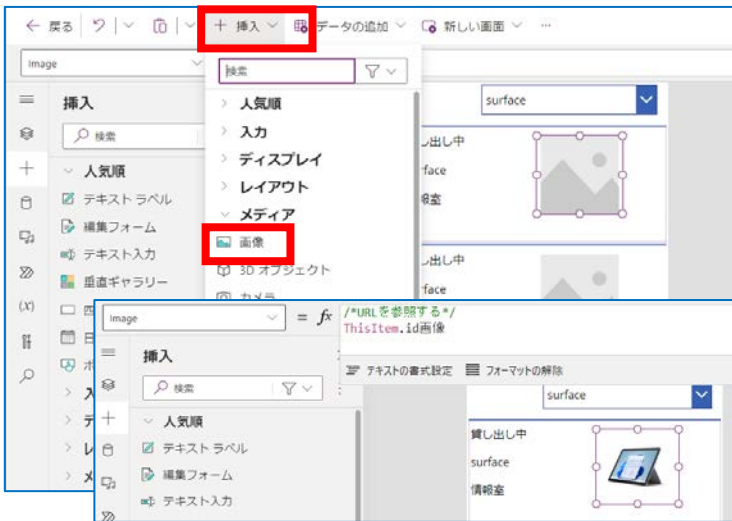 戻る
挿入
データの追加
新しい画面
Image
検索
挿入
検索
人気順
テキスト ラベル
編集フォーム
テキスト入力
垂直ギャラリー
人気順
入力
ディスプレイ
レイアウト
メディア
画像
3D オブジェクト
カメラ
surface
し出し中
face
報室
し出し中
face
Image
= fx
/*URLを参照する*/
ThisItem.id画像
テキストの書式設定
フォーマットの解除
挿入
検索
人気順
テキスト ラベル
編集フォーム
テキスト入力
surface
貸し出し中
surface
情報室